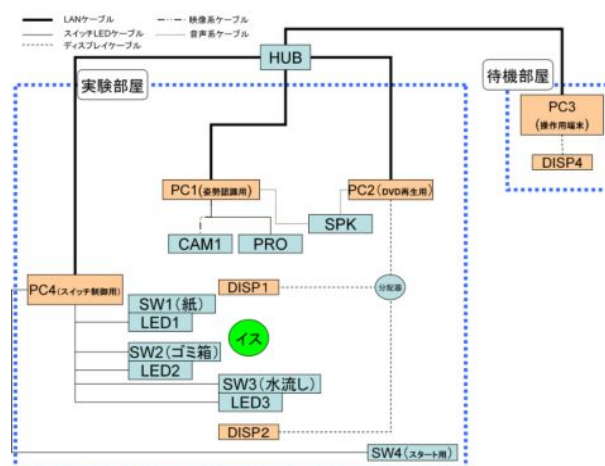 LANケーブル
映像系ケーブル
スイッチLEDケーブル
音声系ケーブル
ディスプレイケーブル
HUB
実験部屋
待機部屋
PC3
(操作用端末)
DISP4
PC1(姿勢認識用)
PC2(DVD再生用)
SPK
CAM1
PRO
PC4(スイッチ制御用)
DISP1
分配器
SW1(紙)
LED1
イス
SW2(ゴミ箱)
LED2
SW3(水流し)
LED3
DISP2
SW4(スタート用)